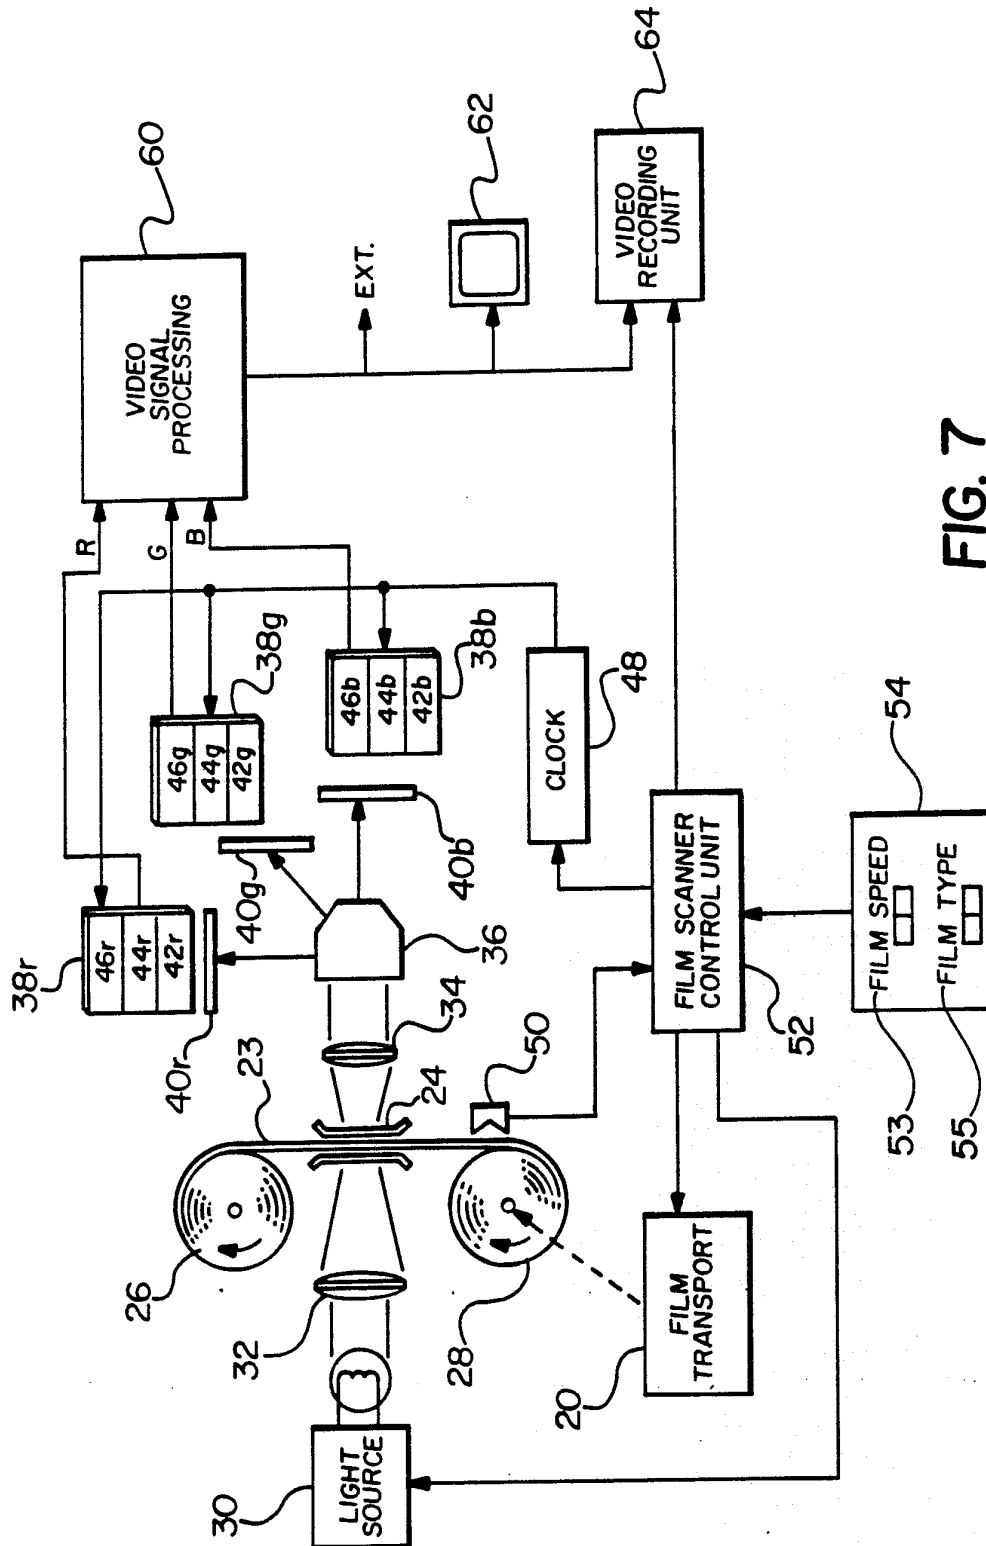 30
LIGHT
SOURCE
32
26
23
24
34
28
50
20
FILM
TRANSPORT
36
40r
38r
46r
44r
42r
40g
46g
44g
42g
38g
40b
46b
44b
42b
38b
R
G
B
VIDEO
SIGNAL
PROCESSING
60
EXT.
62
VIDEO
RECORDING
UNIT
64
CLOCK
48
FILM SCANNER
CONTROL UNIT
52
FILM SPEED
53
FILM TYPE
55
54
FIG. 7